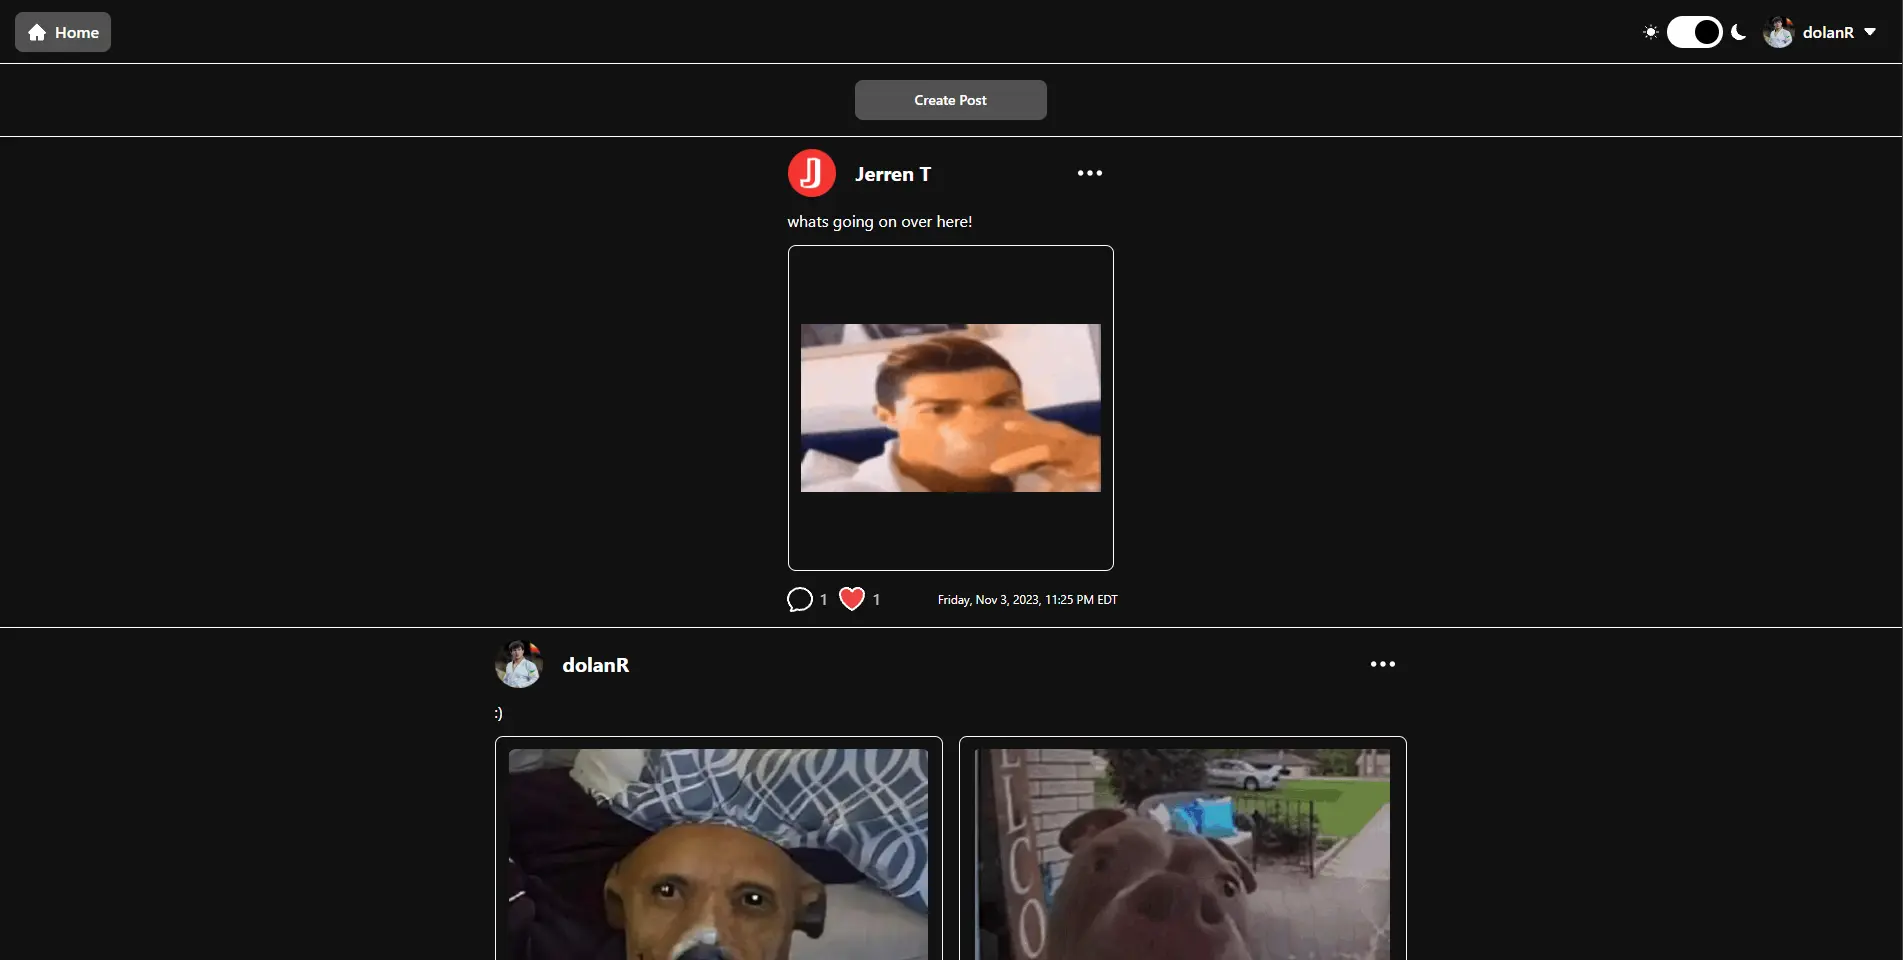 Home
dolanR
Create Post
Jerren T
whats going on over here!
1
1
Friday, Nov 3, 2023, 11:25 PM EDT
dolanR
:)
LCO